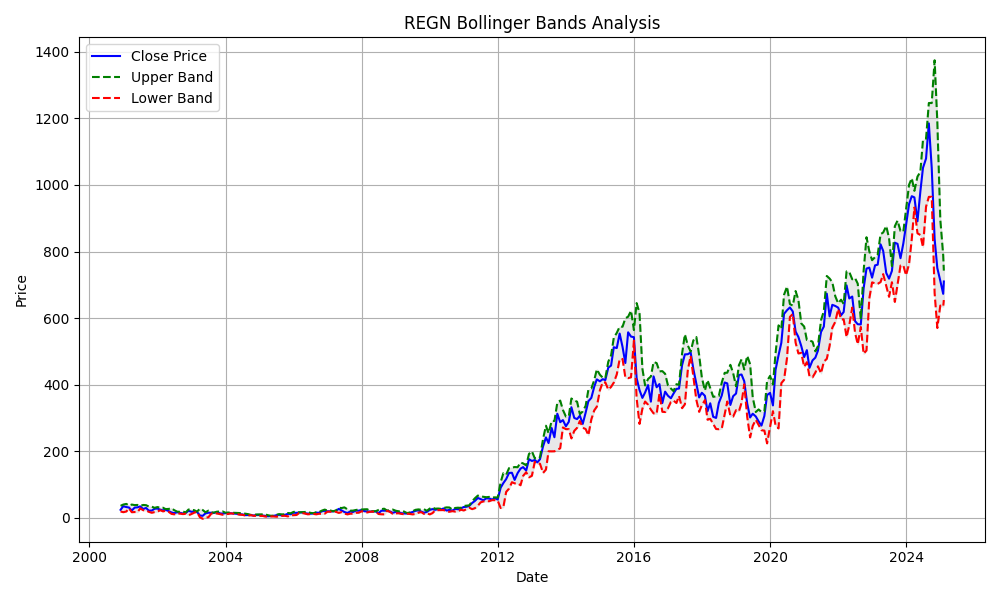 REGN Bollinger Bands Analysis
Close Price
Upper Band
Lower Band
Price
1400
1200
1000
800
600
400
200
0
2000 2004 2008 2012 2016 2020 2024
Date